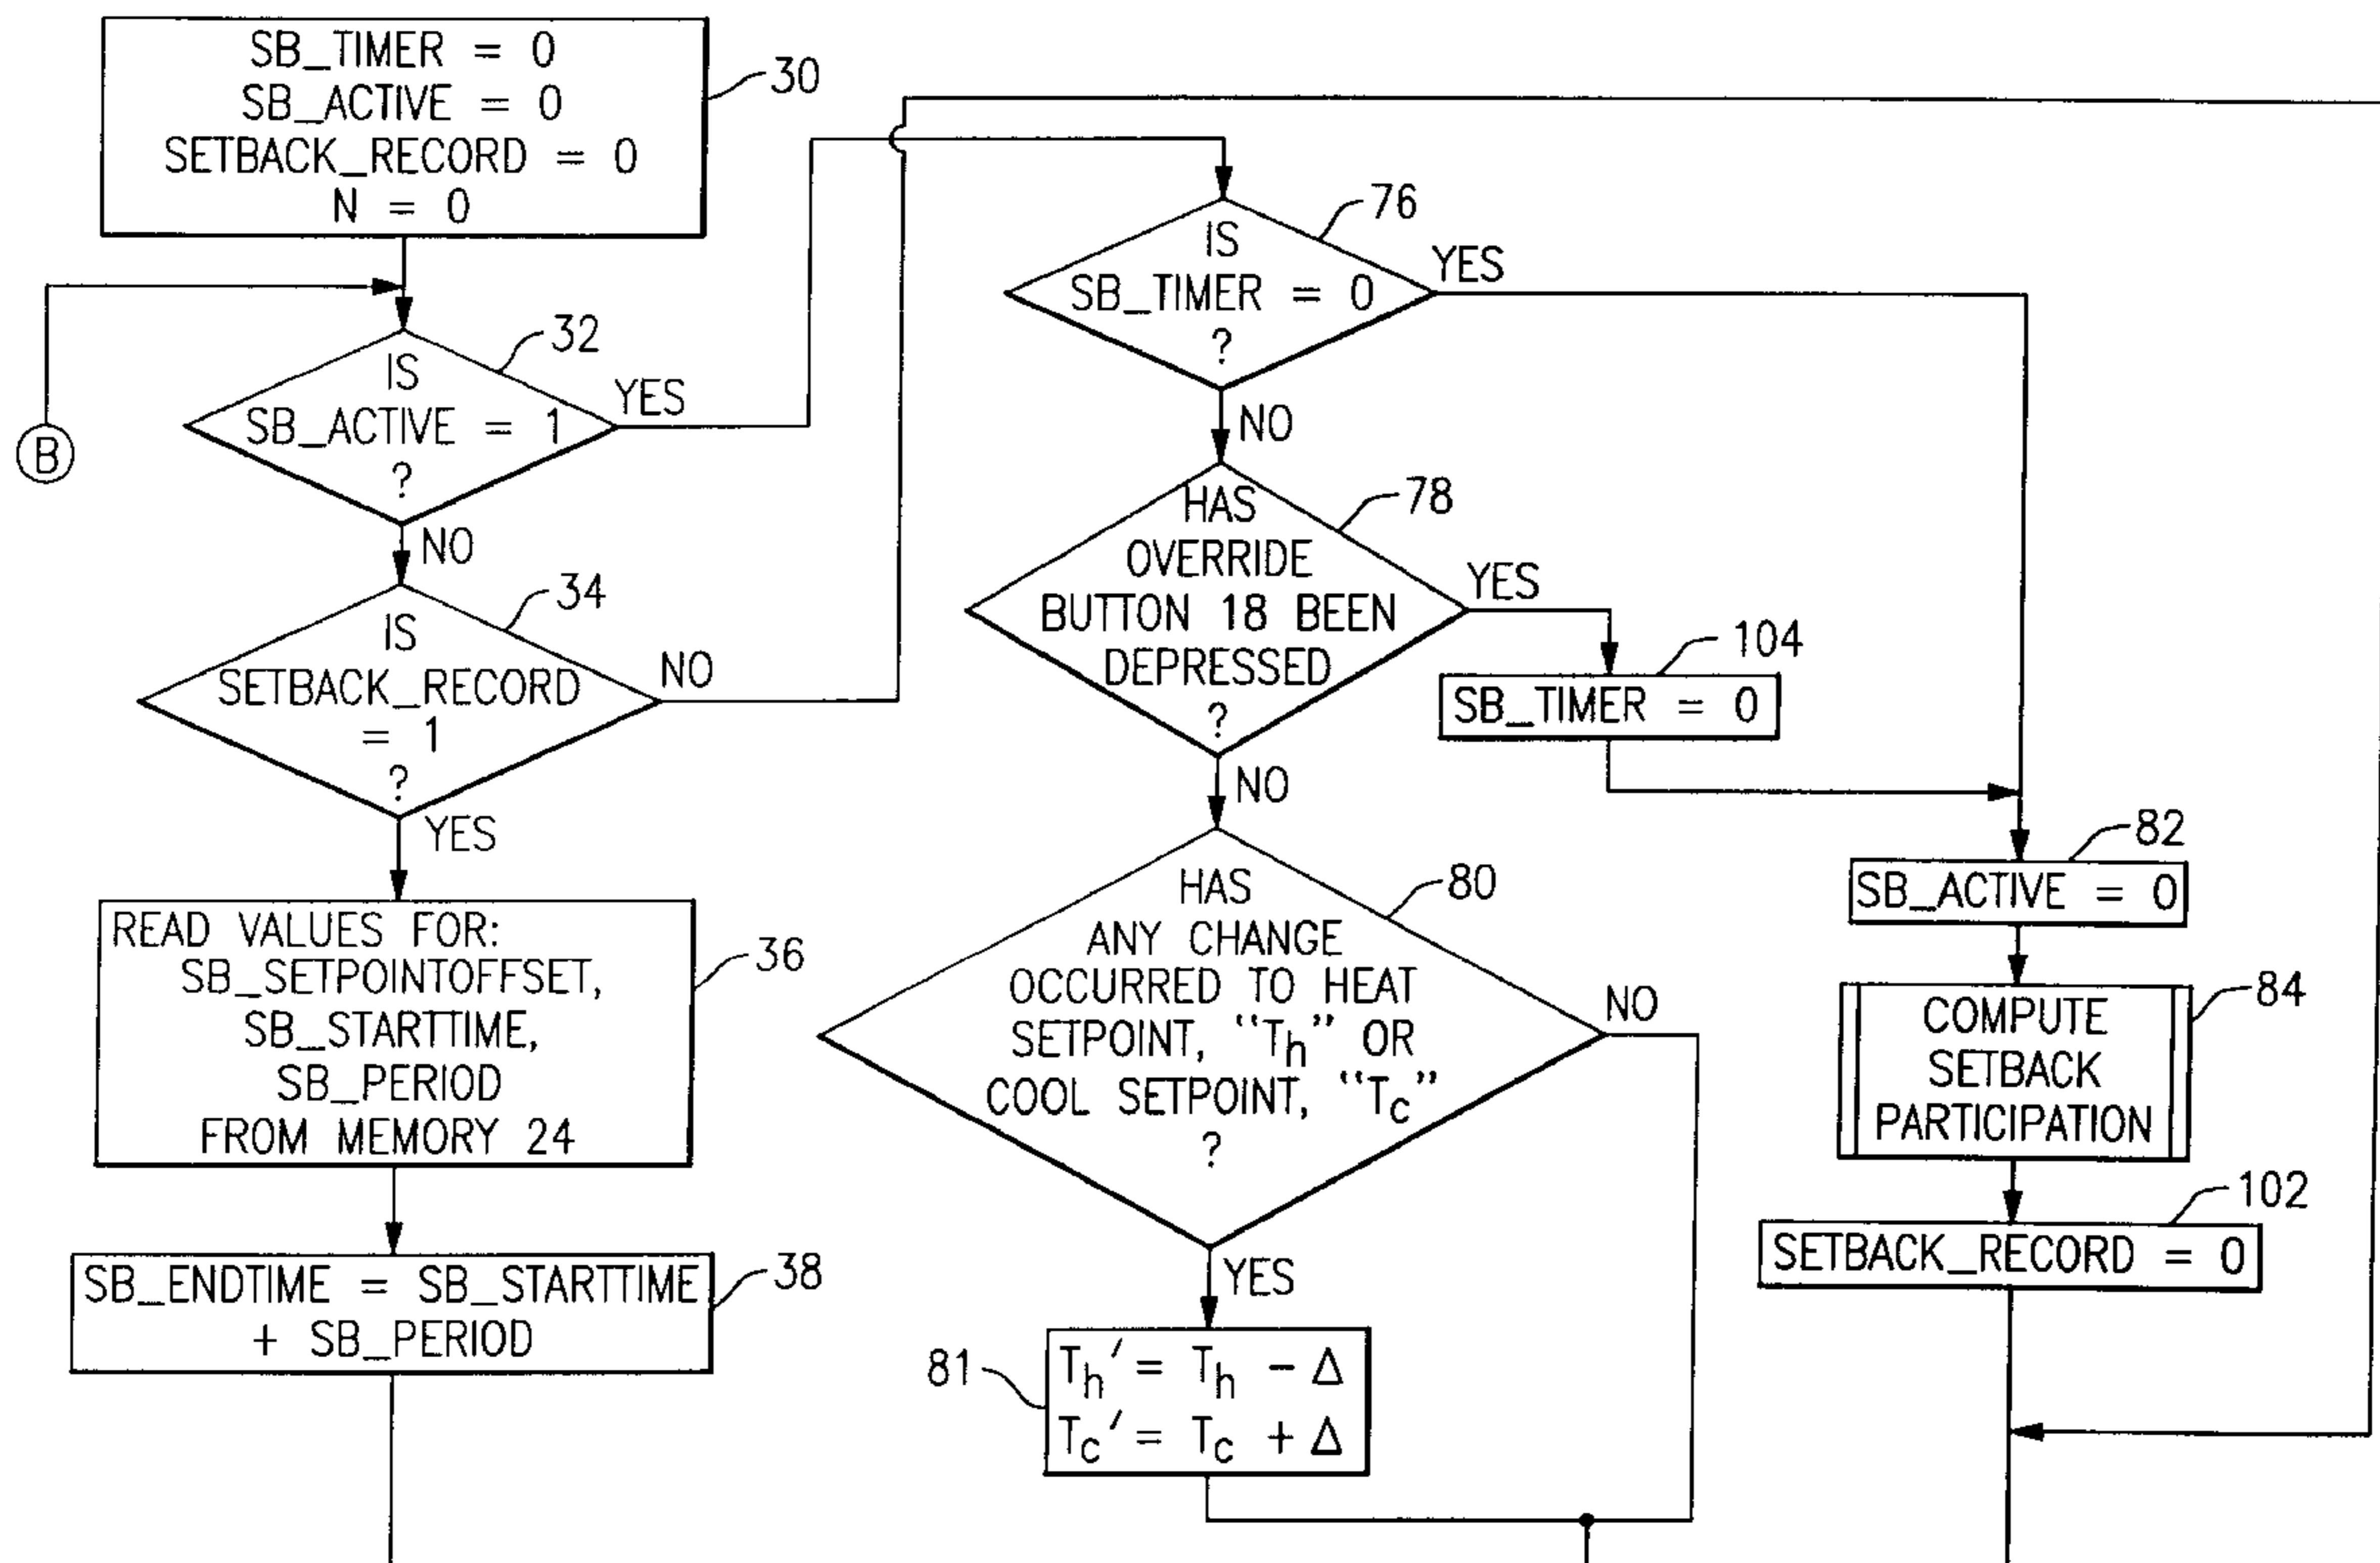 SB_TIMER = 0
SB_ACTIVE = 0
SETBACK_RECORD = 0
N = 0
30
B
IS
SB_ACTIVE = 1
?
32
YES
NO
IS
SETBACK_RECORD
= 1
?
34
NO
YES
READ VALUES FOR:
SB_SETPOINTOFFSET,
SB_STARTTIME,
SB_PERIOD
FROM MEMORY 24
36
SB_ENDTIME = SB_STARTTIME
+ SB_PERIOD
38
IS
SB_TIMER = 0
?
76
YES
NO
HAS
OVERRIDE
BUTTON 18 BEEN
DEPRESSED
?
78
YES
NO
SB_TIMER = 0
104
HAS
ANY CHANGE
OCCURRED TO HEAT
SETPOINT, “Th” OR
COOL SETPOINT, “Tc”
?
80
NO
YES
81
Th′ = Th − Δ
Tc′ = Tc + Δ
SB_ACTIVE = 0
82
COMPUTE
SETBACK
PARTICIPATION
84
SETBACK_RECORD = 0
102